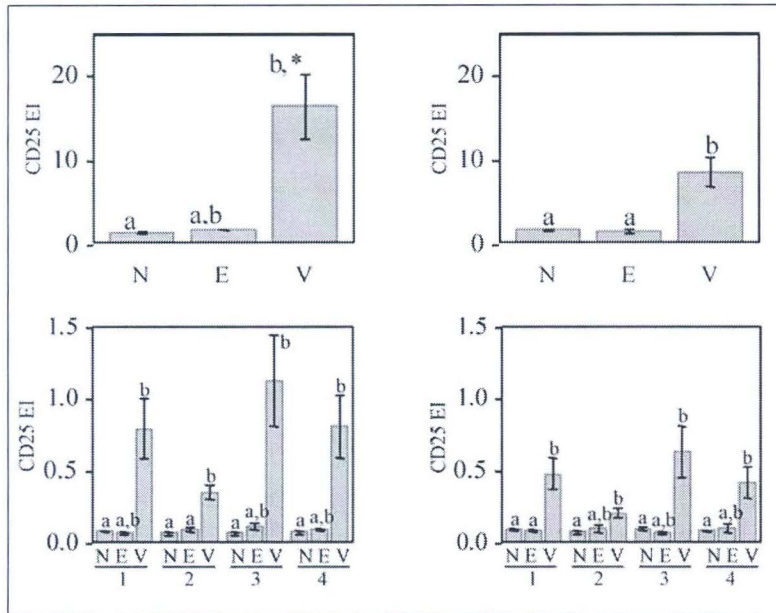 CD25 EI
20
10
0
a
a,b
b, *
N E V
CD25 EI
20
10
0
a
a
b
N E V
CD25 EI
1.5
1.0
0.5
0.0
a a,b b a a b a a,b b a a,b b
N E V N E V N E V N E V
1 2 3 4
CD25 EI
1.5
1.0
0.5
0.0
a a b a a,b b a a,b b a a,b b
N E V N E V N E V N E V
1 2 3 4